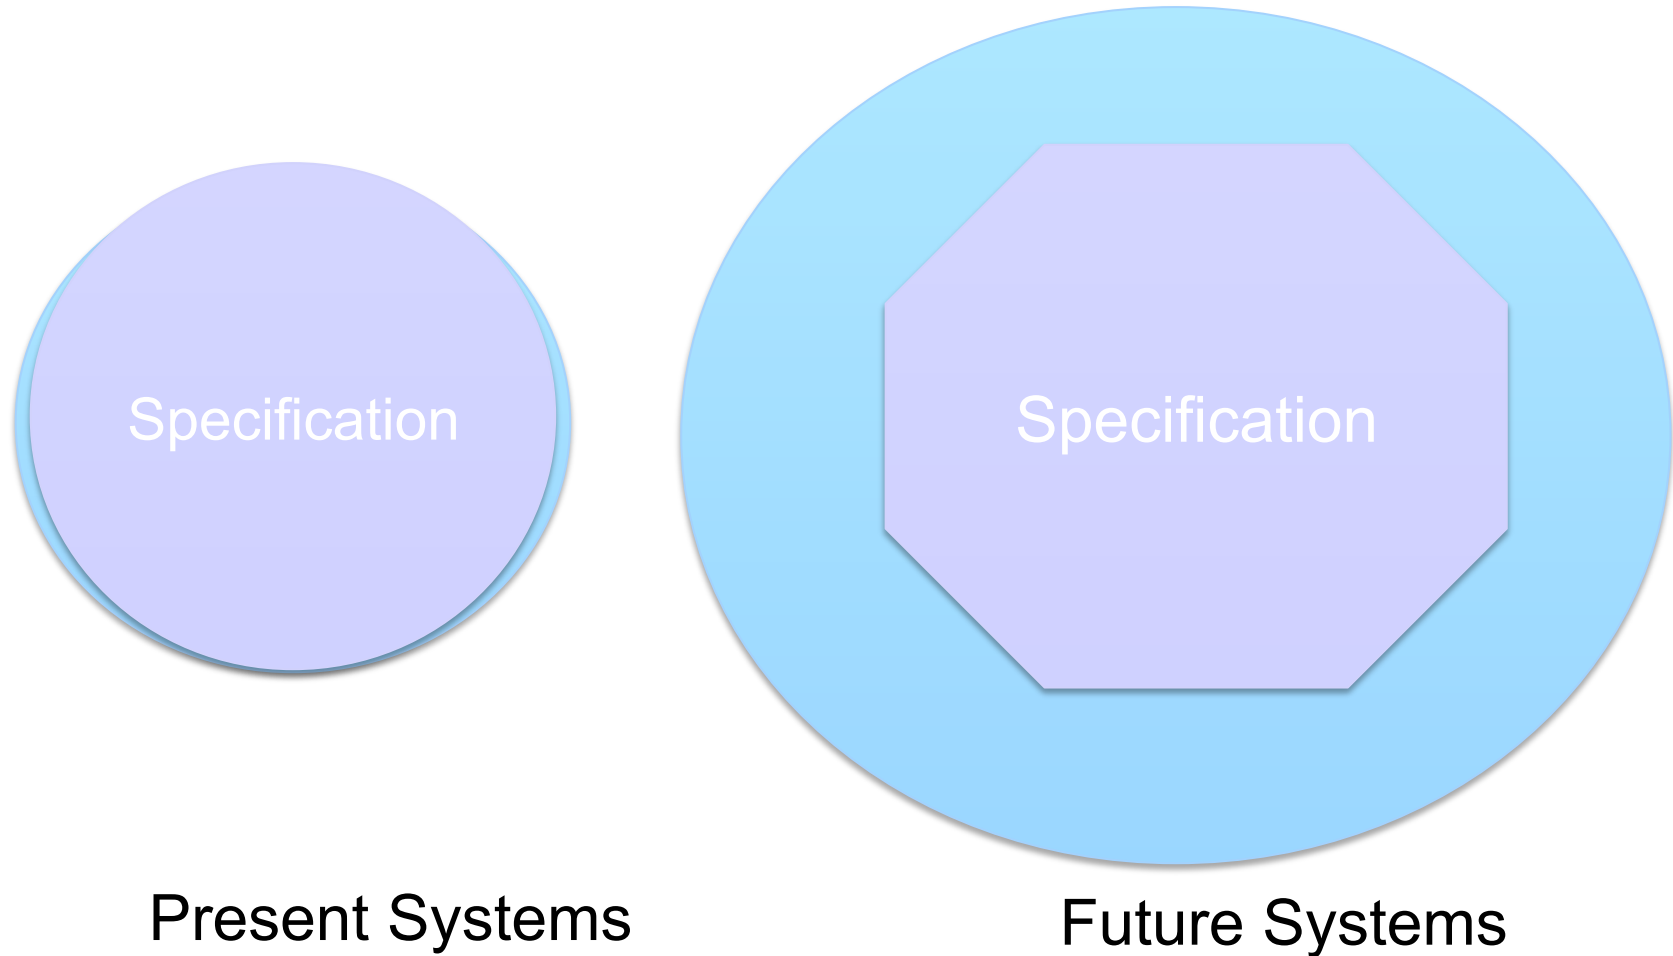 Specification
Specification
Present Systems
Future Systems